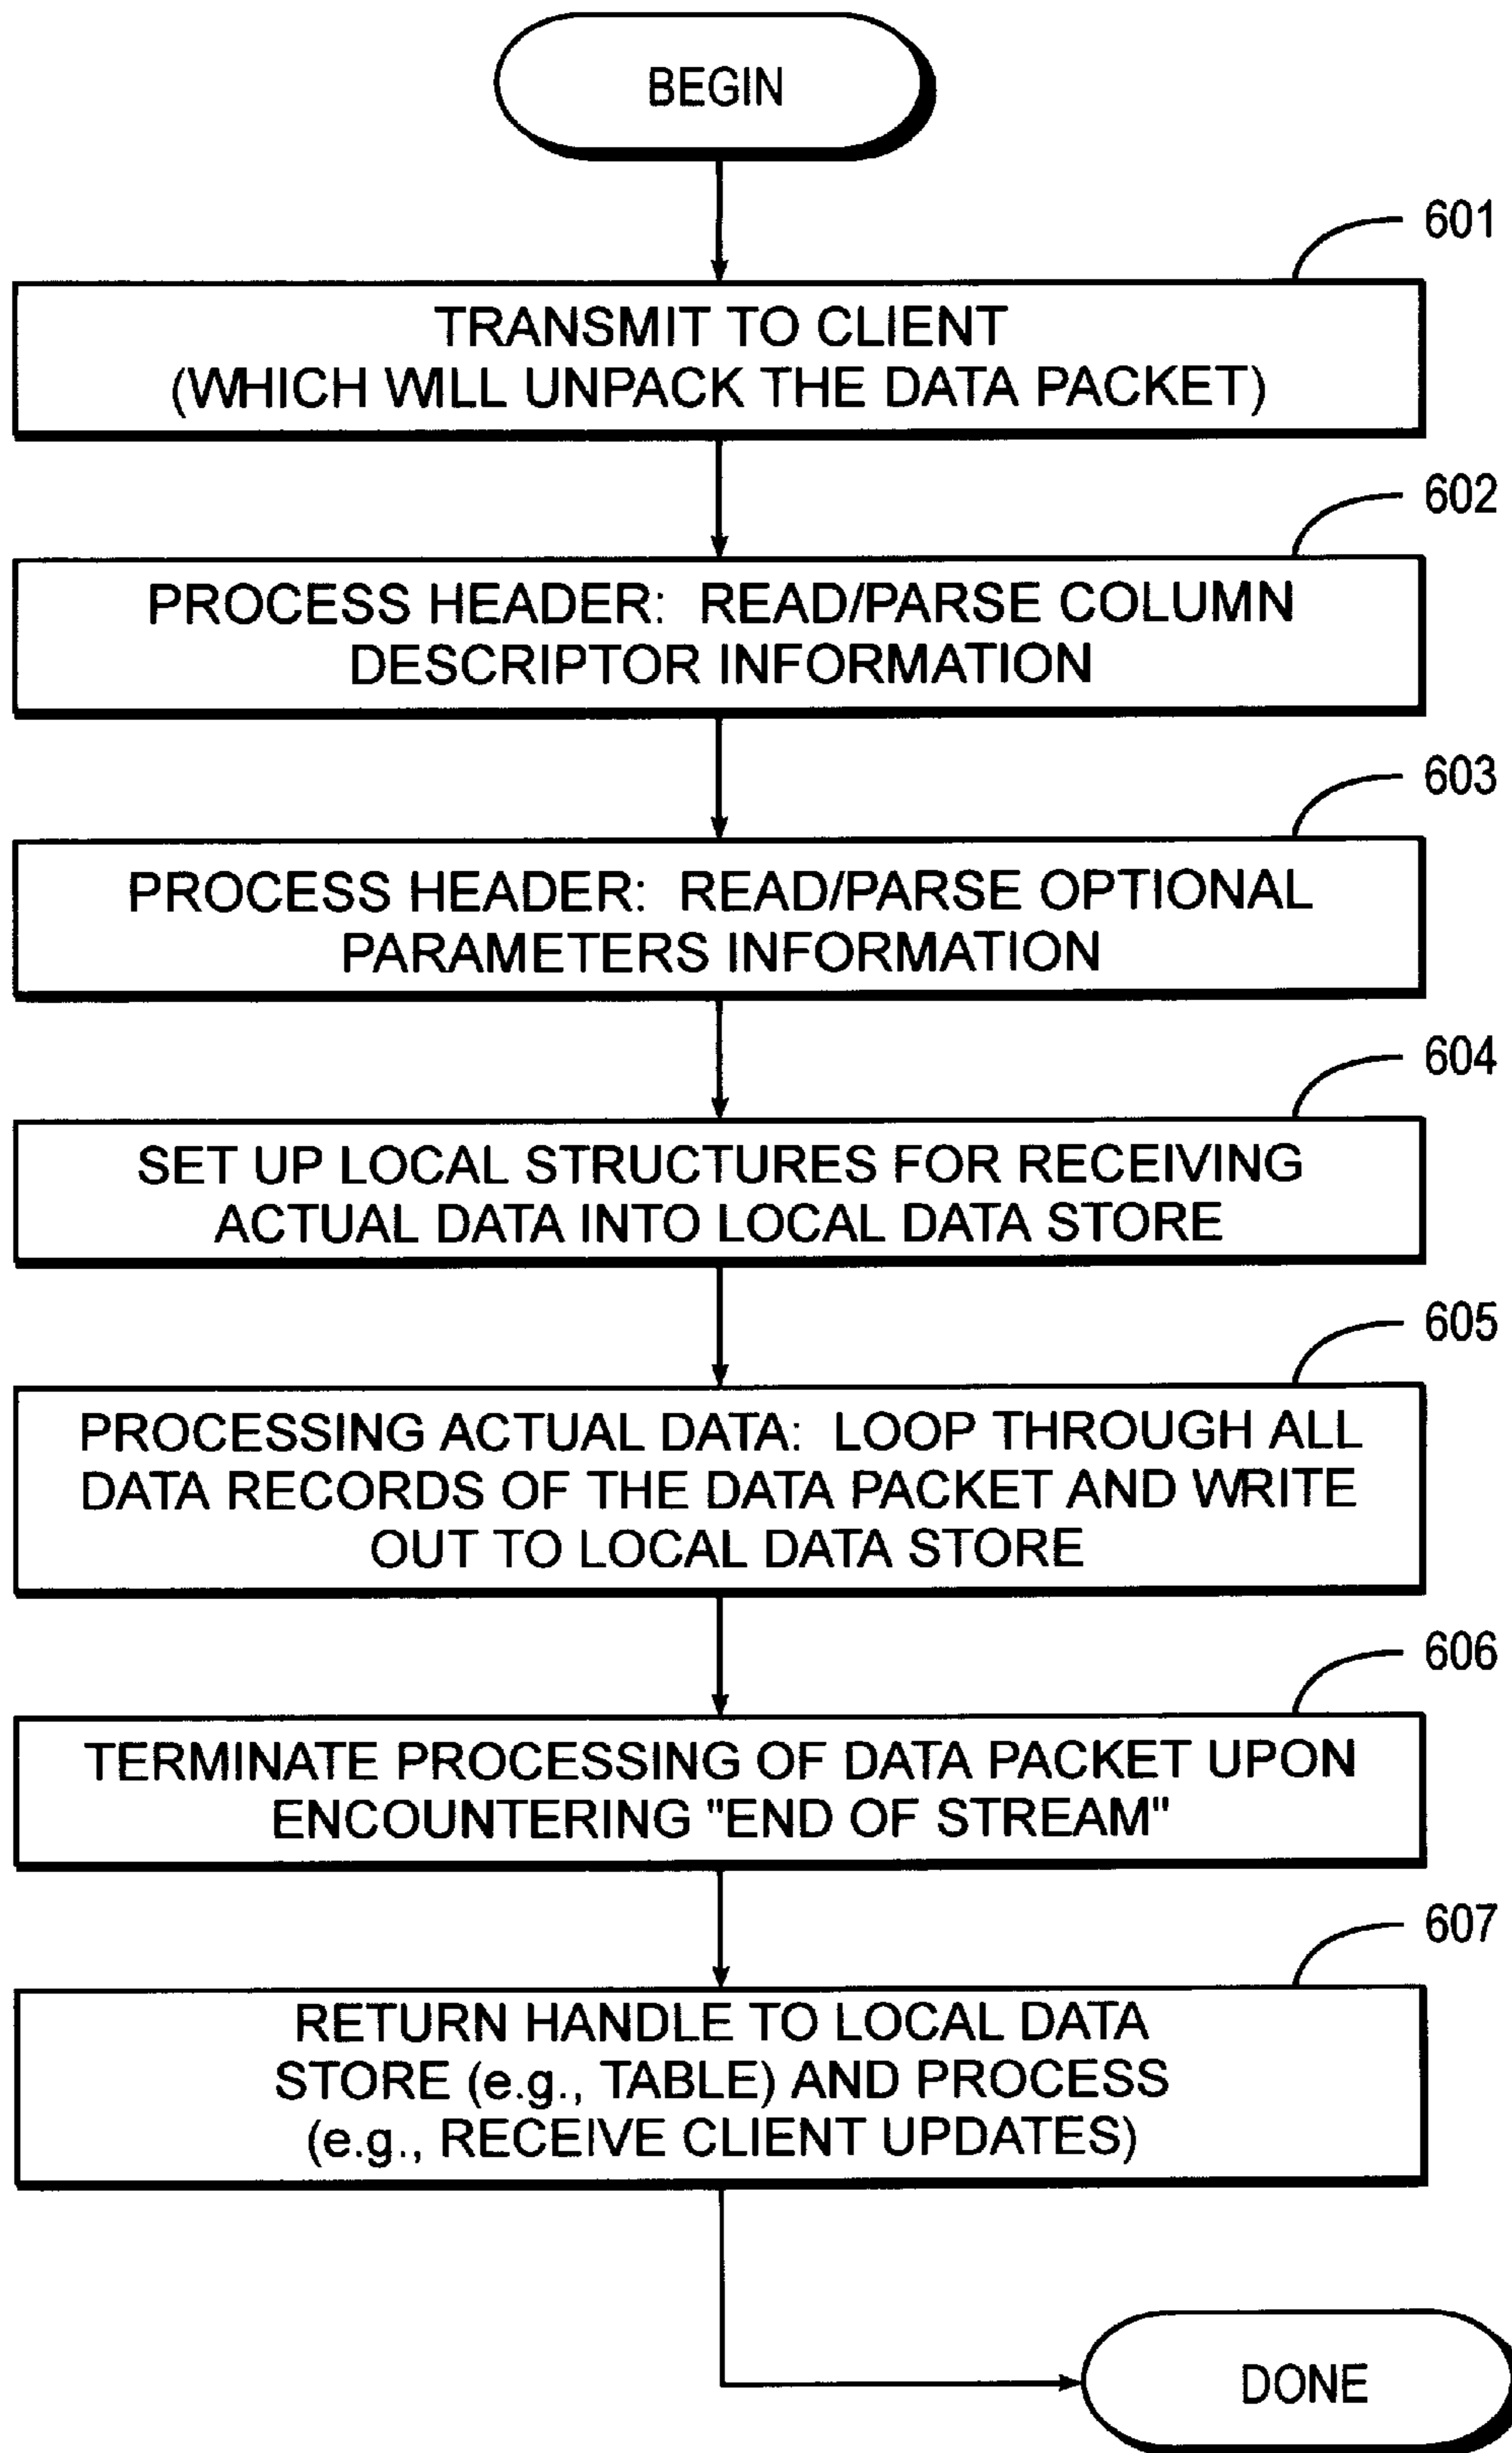 BEGIN
601
TRANSMIT TO CLIENT
(WHICH WILL UNPACK THE DATA PACKET)
602
PROCESS HEADER: READ/PARSE COLUMN
DESCRIPTOR INFORMATION
603
PROCESS HEADER: READ/PARSE OPTIONAL
PARAMETERS INFORMATION
604
SET UP LOCAL STRUCTURES FOR RECEIVING
ACTUAL DATA INTO LOCAL DATA STORE
605
PROCESSING ACTUAL DATA: LOOP THROUGH ALL
DATA RECORDS OF THE DATA PACKET AND WRITE
OUT TO LOCAL DATA STORE
606
TERMINATE PROCESSING OF DATA PACKET UPON
ENCOUNTERING "END OF STREAM"
607
RETURN HANDLE TO LOCAL DATA
STORE (e.g., TABLE) AND PROCESS
(e.g., RECEIVE CLIENT UPDATES)
DONE